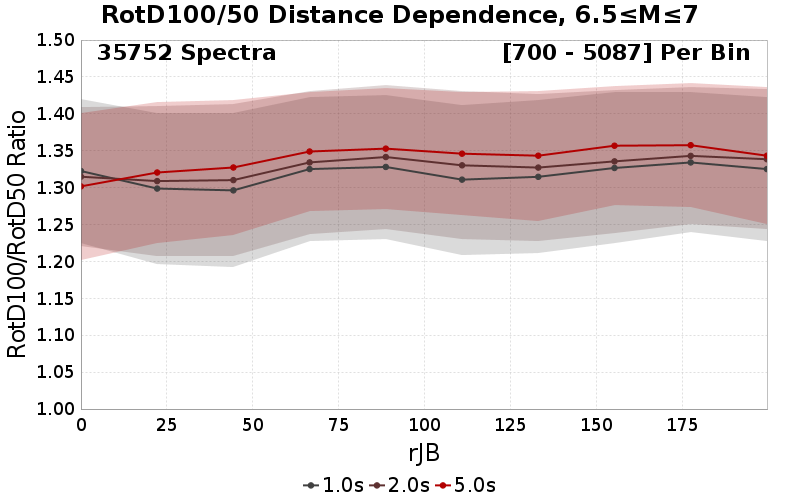 RotD100/50 Distance Dependence, 6.5≤M≤7
35752 Spectra
[700 - 5087] Per Bin
RotD100/RotD50 Ratio
1.50
1.45
1.40
1.35
1.30
1.25
1.20
1.15
1.10
1.05
1.00
0 25 50 75 100 125 150 175
rJB
1.0s 2.0s 5.0s